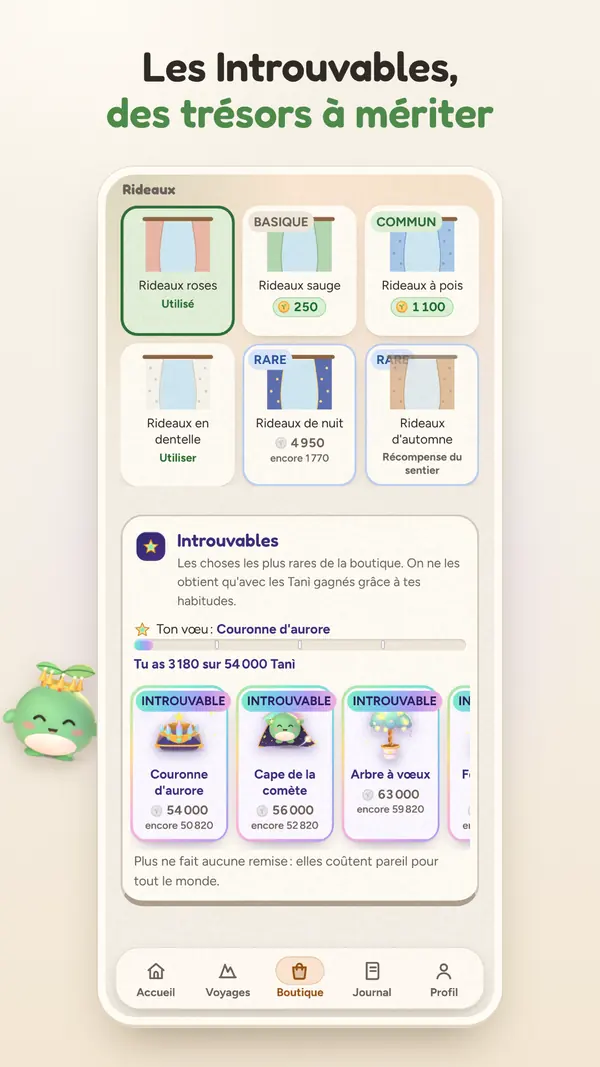 Les Introuvables,
des trésors à mériter
Rideaux
Rideaux roses
Utilisé
BASIQUE
Rideaux sauge
250
COMMUN
Rideaux à pois
1 100
Rideaux en
dentelle
Utiliser
RARE
Rideaux de nuit
4 950
encore 1 770
RARE
Rideaux
d'automne
Récompense du
sentier
Introuvables
Les choses les plus rares de la boutique. On ne les
obtient qu'avec les Tani gagnés grâce à tes
habitudes.
Ton vœu : Couronne d'aurore
Tu as 3 180 sur 54 000 Tani
INTROUVABLE
Couronne
d'aurore
54 000
encore 50 820
INTROUVABLE
Cape de la
comète
56 000
encore 52 820
INTROUVABLE
Arbre à vœux
63 000
encore 59 820
Plus ne fait aucune remise : elles coûtent pareil pour
tout le monde.
Accueil
Voyages
Boutique
Journal
Profil